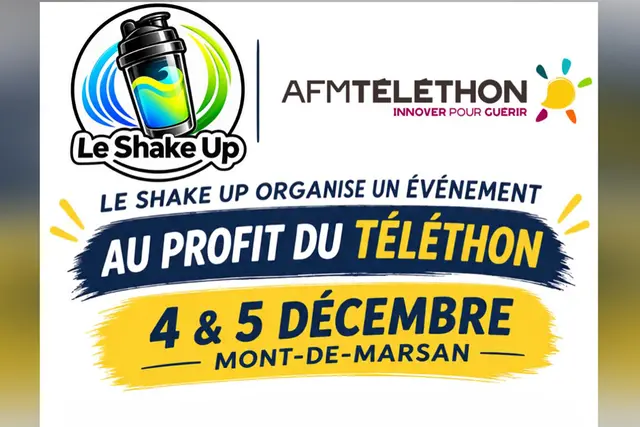 Le Shake Up
AFMTÉLÉTHON
INNOVER POUR GUÉRIR
LE SHAKE UP ORGANISE UN ÉVÉNEMENT
AU PROFIT DU TÉLÉTHON
4 & 5 DÉCEMBRE
MONT-DE-MARSAN